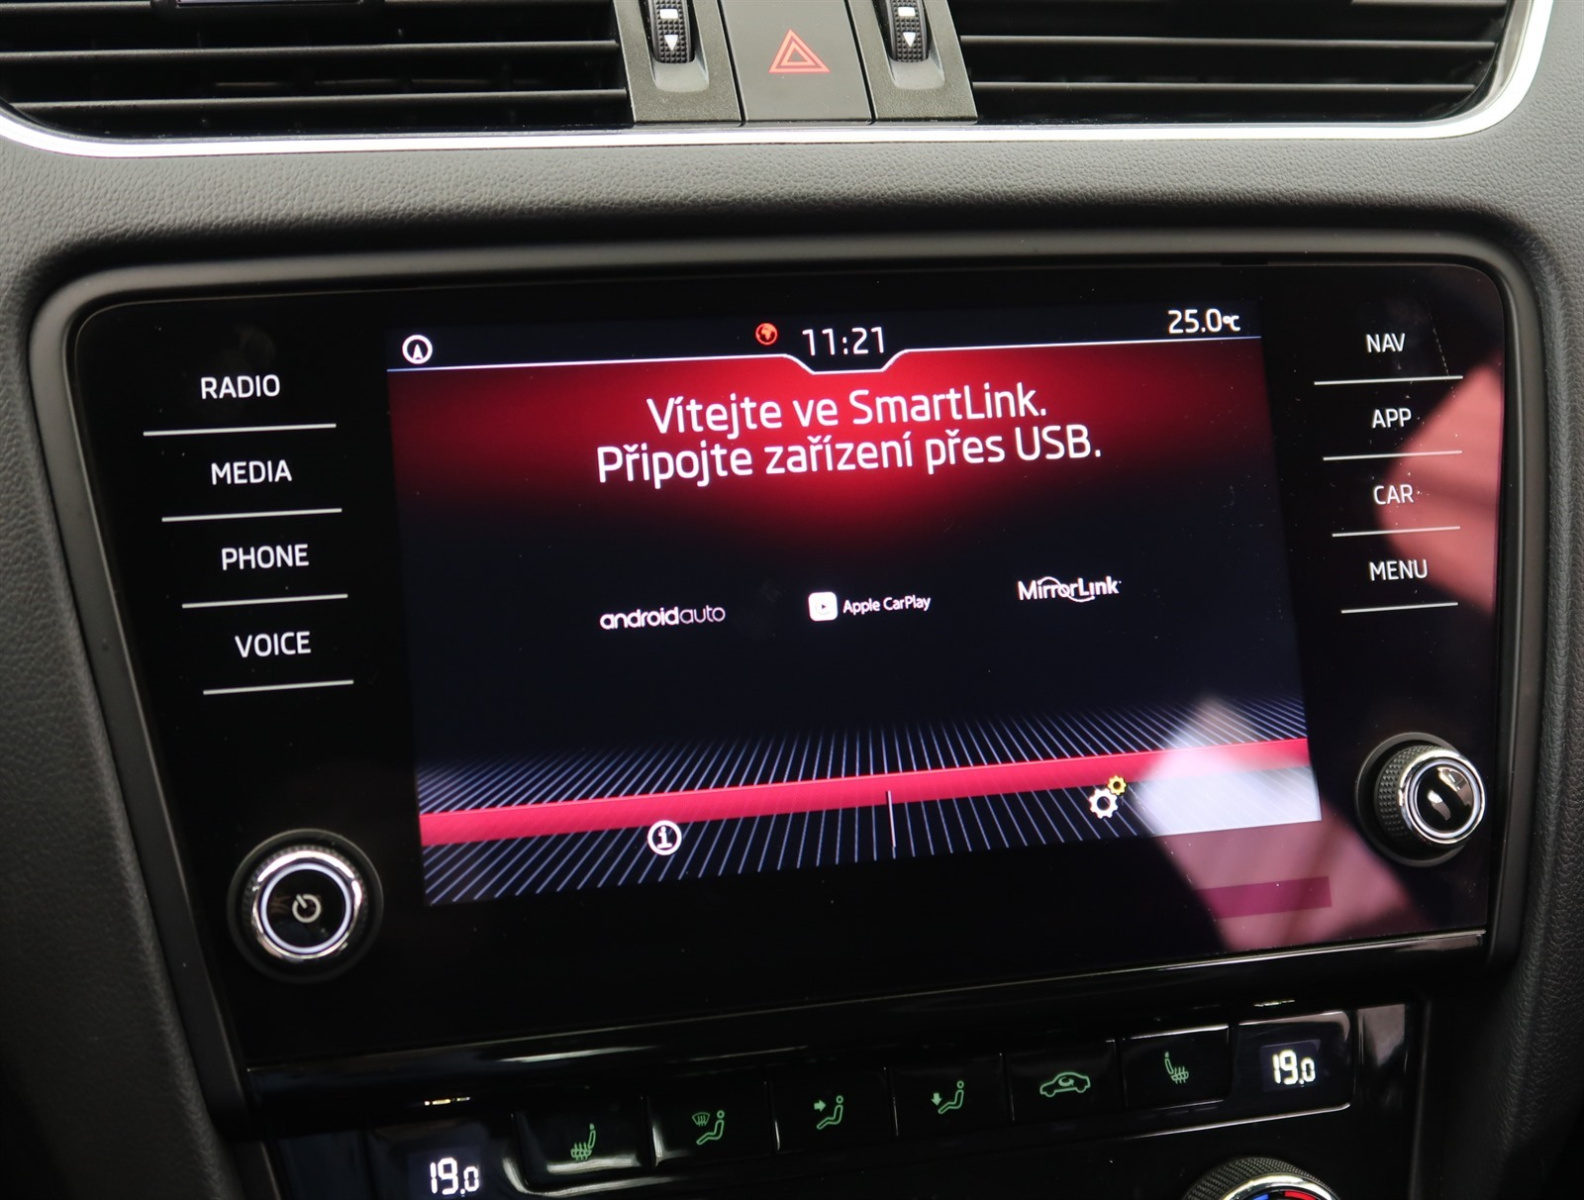 11:21
25.0°C
RADIO
MEDIA
PHONE
VOICE
Vítejte ve SmartLink.
Připojte zařízení přes USB.
androidauto
Apple CarPlay
MirrorLink
NAV
APP
CAR
MENU
19.0
19.0